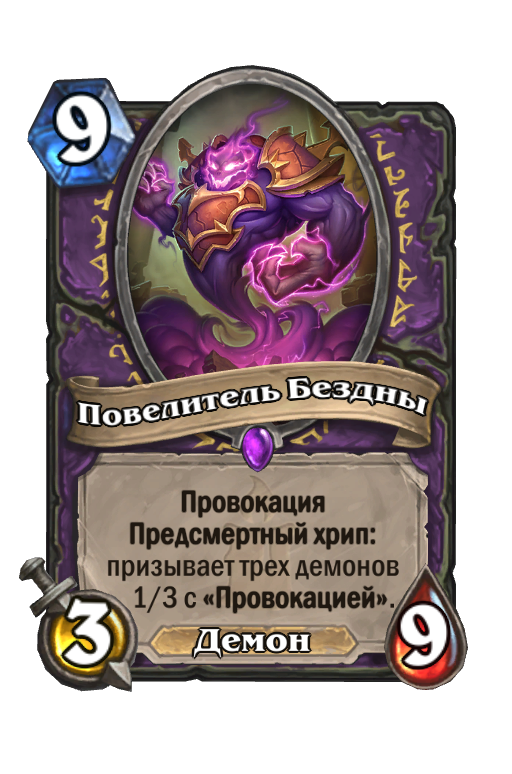 9
Повелитель Бездны
Провокация
Предсмертный хрип:
призывает трех демонов
1/3 с «Провокацией».
3
Демон
9